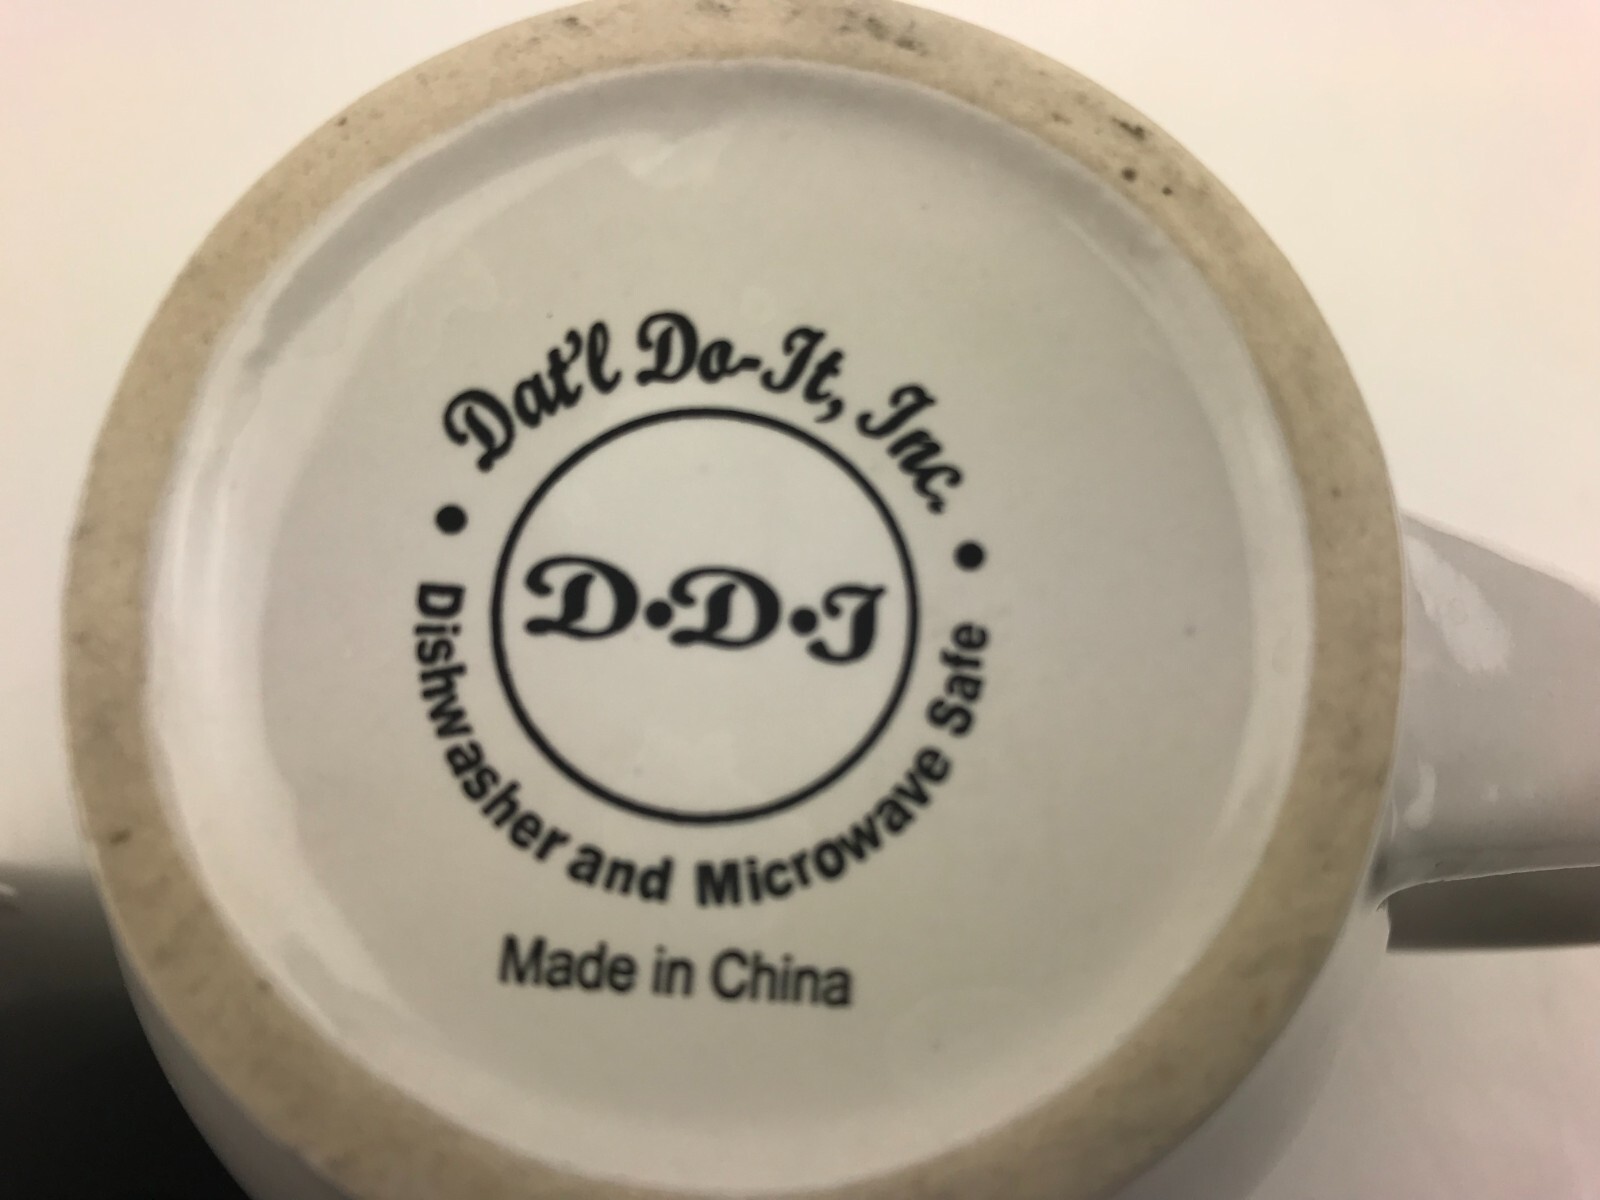 Dat'l Do-It, Inc.
D•D•I
• Dishwasher and Microwave Safe •
Made in China